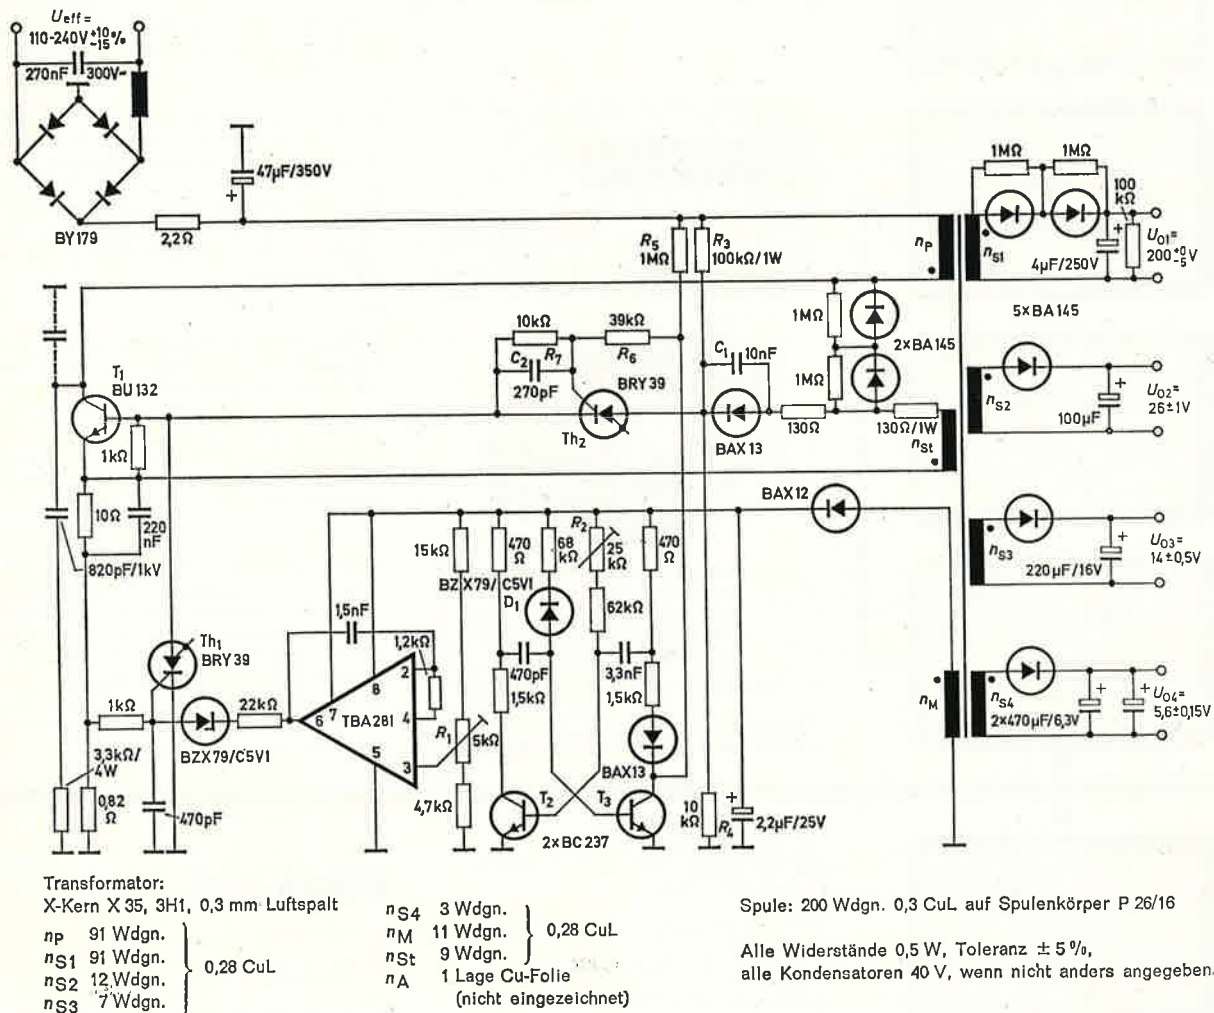 Ueff=
110-240V +10 −15 %
270nF 300V~
BY179
2,2Ω
47µF/350V
+
R5
1MΩ
R3
100kΩ/1W
nP
nS1
1MΩ
1MΩ
100
kΩ
+
4µF/250V
U01=
200 +0 −5 V
5×BA145
T1
BU132
1kΩ
10Ω
220
nF
820pF/1kV
10kΩ
C2
270pF
R7
39kΩ
R6
BRY39
Th2
C1
10nF
BAX13
130Ω
1MΩ
1MΩ
2×BA145
130Ω/1W
nSt
nS2
+
100µF
U02=
26±1V
BAX12
nS3
+
220µF/16V
U03=
14±0,5V
15kΩ
BZX79/C5V1
470
Ω
68
kΩ
D1
R2
25
kΩ
470
Ω
62kΩ
1,5nF
1,2kΩ
470pF
3,3nF
1,5kΩ
1,5kΩ
Th1
BRY39
1kΩ
22kΩ
BZX79/C5V1
6
7
8
2
4
3
5
TBA281
R1
5kΩ
4,7kΩ
BAX13
T2
T3
2×BC237
10
kΩ
R4
+
2,2µF/25V
3,3kΩ/
4W
0,82
Ω
470pF
nM
nS4
+
+
2×470µF/6,3V
U04=
5,6±0,15V
Transformator:
X-Kern X 35, 3H1, 0,3 mm Luftspalt
nP 91 Wdgn.
nS1 91 Wdgn.
nS2 12 Wdgn.
nS3 7 Wdgn.
0,28 CuL
nS4 3 Wdgn.
nM 11 Wdgn.
nSt 9 Wdgn.
0,28 CuL
nA 1 Lage Cu-Folie
(nicht eingezeichnet)
Spule: 200 Wdgn. 0,3 CuL auf Spulenkörper P 26/16
Alle Widerstände 0,5 W, Toleranz ± 5 %,
alle Kondensatoren 40 V, wenn nicht anders angegeben.